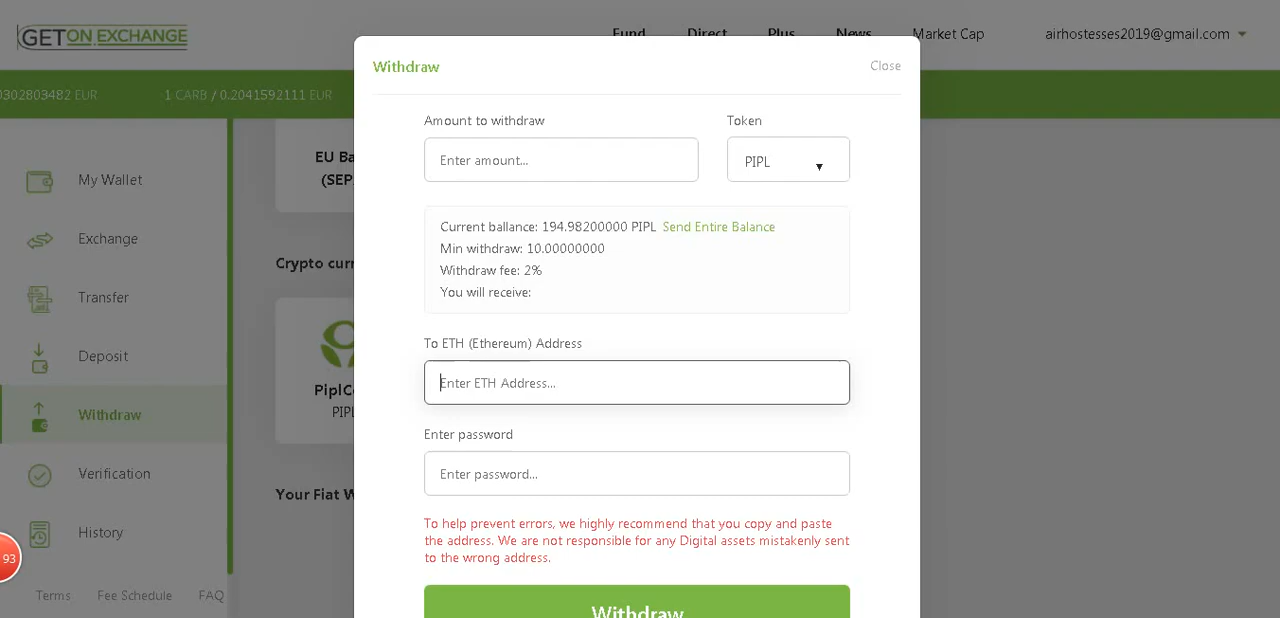 GETON.EXCHANGE
Fund Direct Plus News Market Cap airhostesses2019@gmail.com
0302803482 EUR 1 CARB / 0.2041592111 EUR
Withdraw
Close
Amount to withdraw
Token
Enter amount...
PIPL
Current ballance: 194.98200000 PIPL Send Entire Balance
Min withdraw: 10.00000000
Withdraw fee: 2%
You will receive:
To ETH (Ethereum) Address
Enter ETH Address...
Enter password
Enter password...
To help prevent errors, we highly recommend that you copy and paste
the address. We are not responsible for any Digital assets mistakenly sent
to the wrong address.
Withdraw
My Wallet
Exchange
Transfer
Deposit
Withdraw
Verification
History
93
Terms Fee Schedule FAQ
EU Ba
(SEP
Crypto curr
PiplCo
PIPL
Your Fiat W